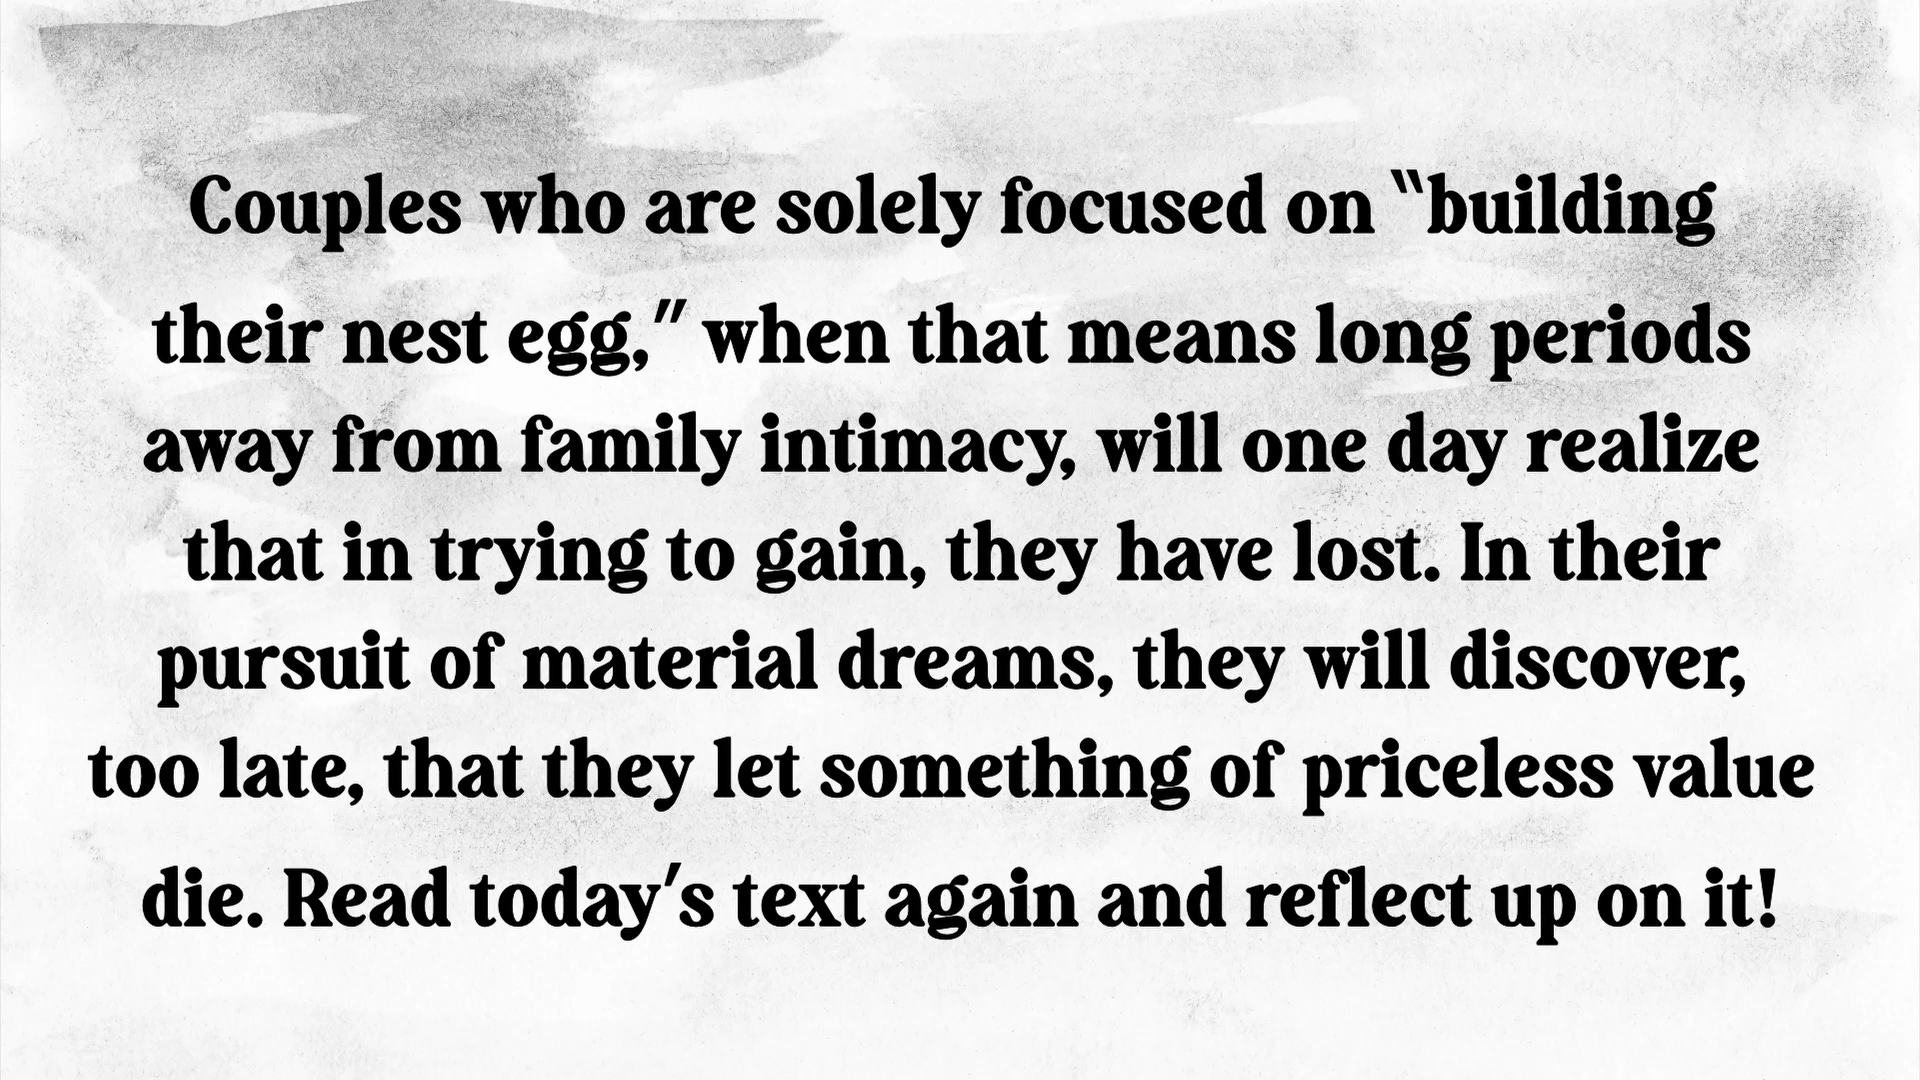 Couples who are solely focused on "building
their nest egg," when that means long periods
away from family intimacy, will one day realize
that in trying to gain, they have lost. In their
pursuit of material dreams, they will discover,
too late, that they let something of priceless value
die. Read today's text again and reflect up on it!